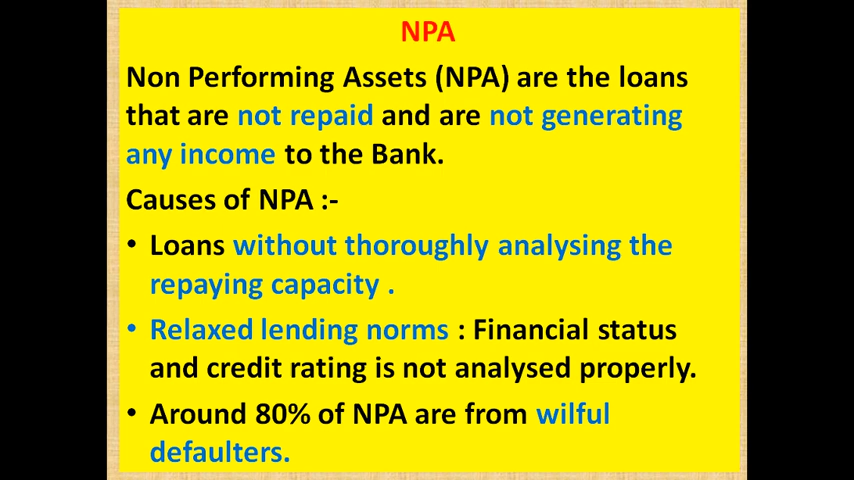 NPA
Non Performing Assets (NPA) are the loans
that are not repaid and are not generating
any income to the Bank.
Causes of NPA :-
• Loans without thoroughly analysing the
repaying capacity .
• Relaxed lending norms : Financial status
and credit rating is not analysed properly.
• Around 80% of NPA are from wilful
defaulters.